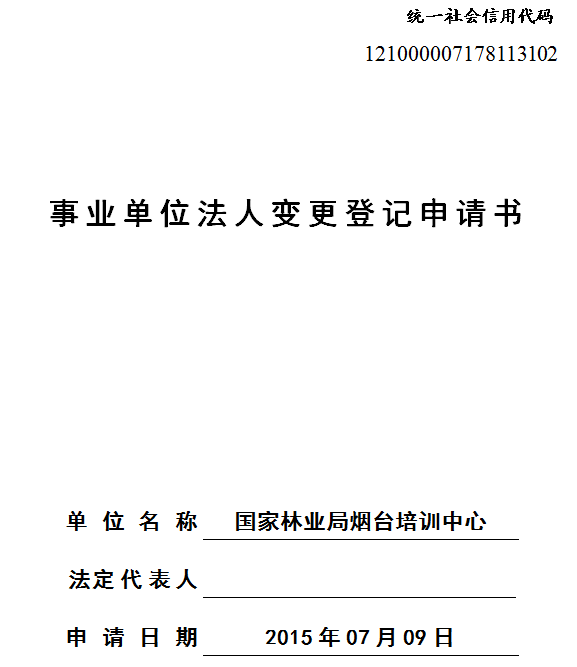 统一社会信用代码
121000007178113102
事业单位法人变更登记申请书
单位名称 国家林业局烟台培训中心
法定代表人
申请日期 2015年07月09日